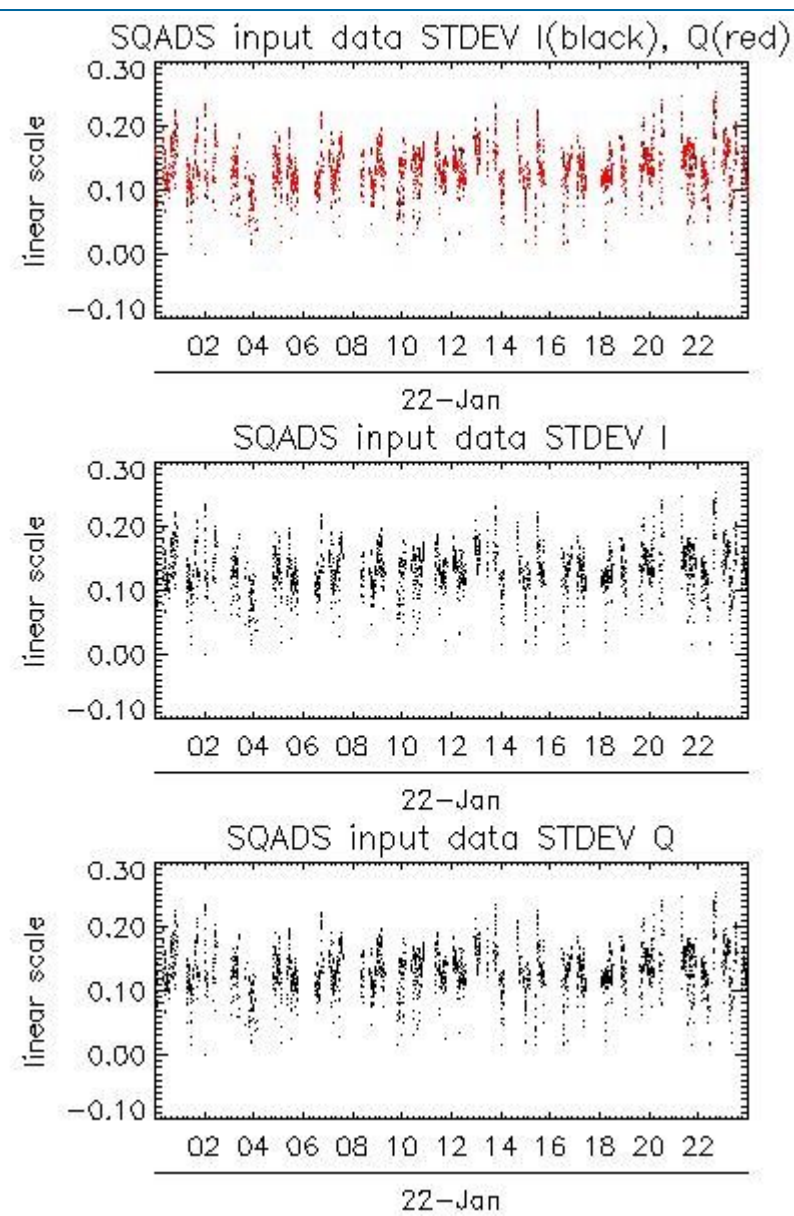 SQADS input data STDEV I(black), Q(red)
0.30
0.20
0.10
0.00
−0.10
linear scale
02 04 06 08 10 12 14 16 18 20 22
22−Jan
SQADS input data STDEV I
0.30
0.20
0.10
0.00
−0.10
linear scale
02 04 06 08 10 12 14 16 18 20 22
22−Jan
SQADS input data STDEV Q
0.30
0.20
0.10
0.00
−0.10
linear scale
02 04 06 08 10 12 14 16 18 20 22
22−Jan